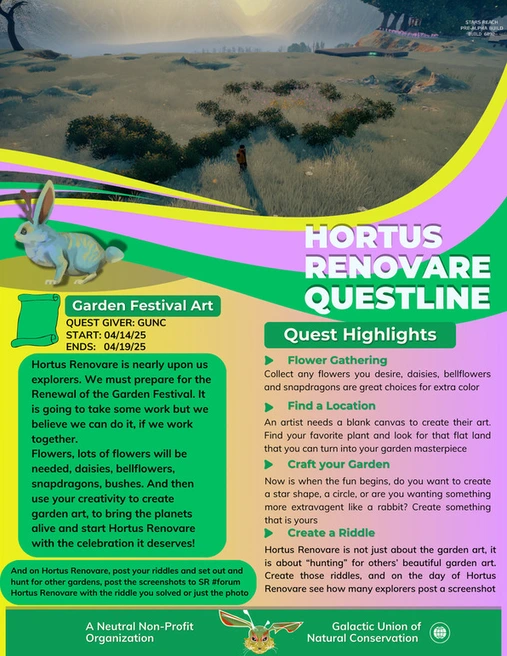 STARS REACH
PRE-ALPHA BUILD
HORTUS
RENOVARE
QUESTLINE
Garden Festival Art
QUEST GIVER: GUNC
START: 04/14/25
ENDS: 04/19/25
Hortus Renovare is nearly upon us
explorers. We must prepare for the
Renewal of the Garden Festival. It
is going to take some work but we
believe we can do it, if we work
together.
Flowers, lots of flowers will be
needed, daisies, bellflowers,
snapdragons, bushes. And then
use your creativity to create
garden art, to bring the planets
alive and start Hortus Renovare
with the celebration it deserves!
And on Hortus Renovare, post your riddles and set out and
hunt for other gardens, post the screenshots to SR #forum
Hortus Renovare with the riddle you solved or just the photo
Quest Highlights
Flower Gathering
Collect any flowers you desire, daisies, bellflowers
and snapdragons are great choices for extra color
Find a Location
An artist needs a blank canvas to create their art.
Find your favorite plant and look for that flat land
that you can turn into your garden masterpiece
Craft your Garden
Now is when the fun begins, do you want to create
a star shape, a circle, or are you wanting something
more extravagent like a rabbit? Create something
that is yours
Create a Riddle
Hortus Renovare is not just about the garden art, it
is about “hunting” for others’ beautiful garden art.
Create those riddles, and on the day of Hortus
Renovare see how many explorers post a screenshot
A Neutral Non-Profit
Organization
Galactic Union of
Natural Conservation